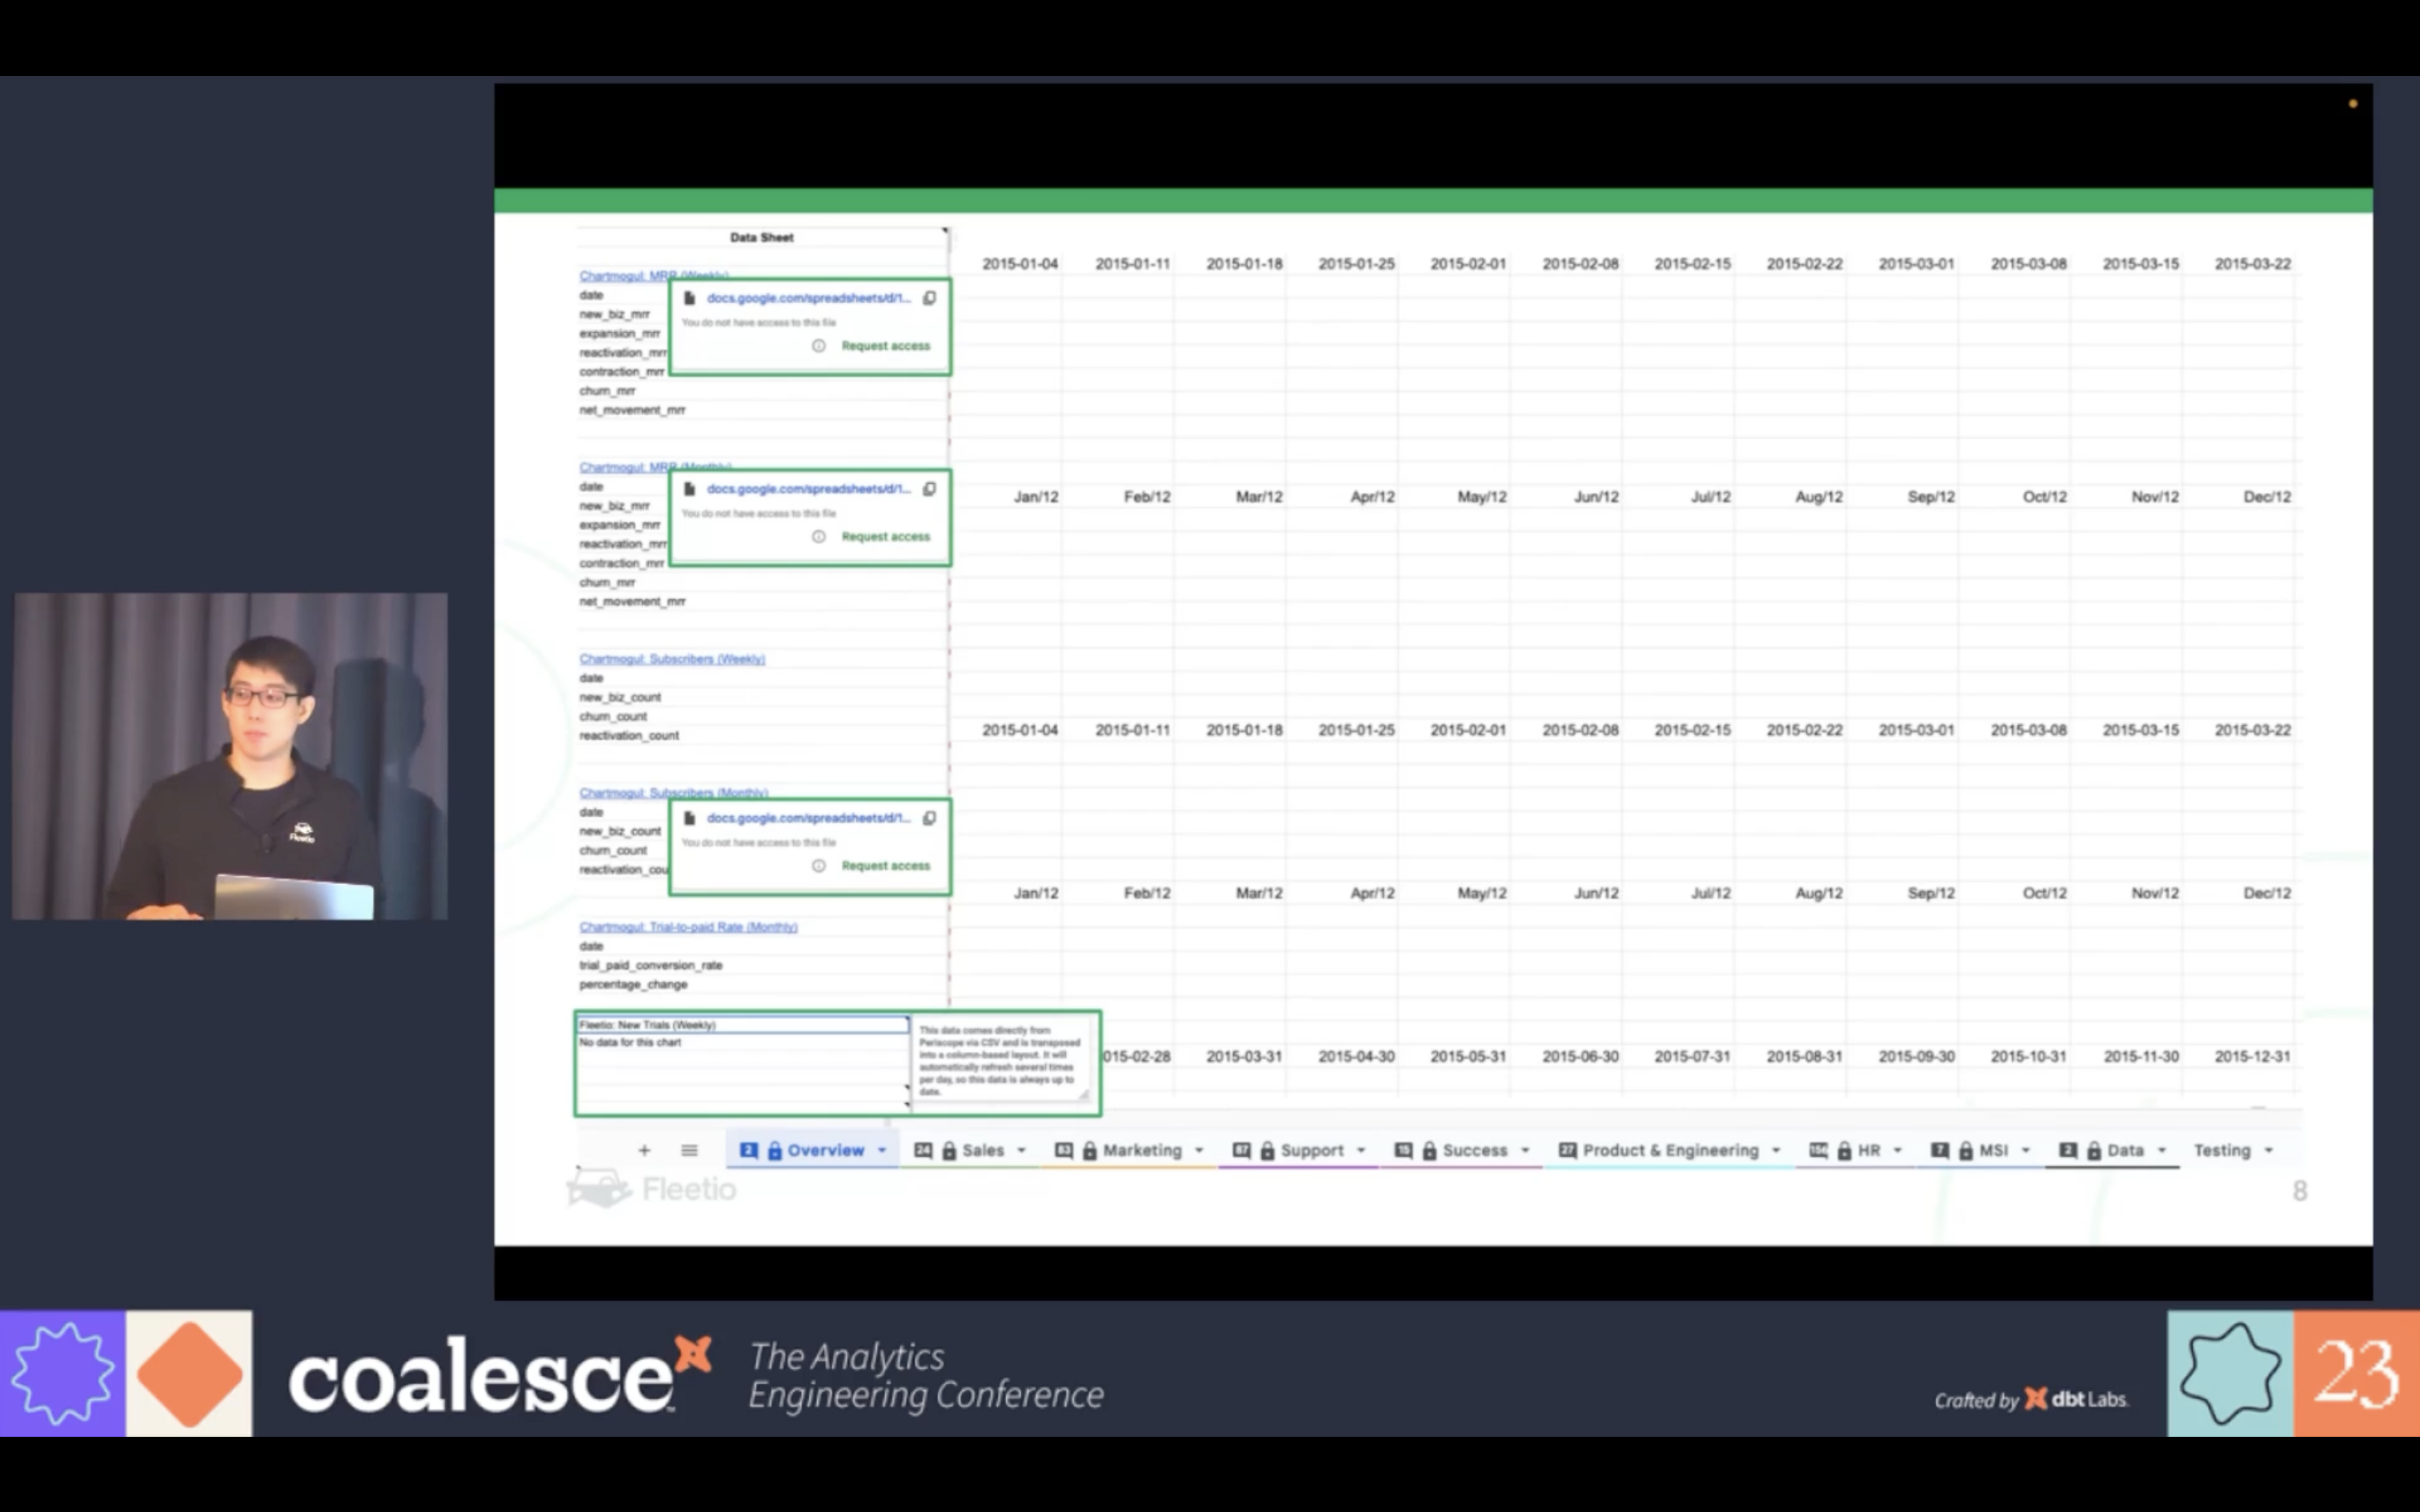 Data Sheet
2015-01-04 2015-01-11 2015-01-18 2015-01-25 2015-02-01 2015-02-08 2015-02-15 2015-02-22 2015-03-01 2015-03-08 2015-03-15 2015-03-22
Chartmogul: MRR (Weekly)
date
new_biz_mrr
expansion_mrr
reactivation_mrr
contraction_mrr
churn_mrr
net_movement_mrr
docs.google.com/spreadsheets/d/1...
You do not have access to this file
Request access
Chartmogul: MRR (Monthly)
date
new_biz_mrr
expansion_mrr
reactivation_mrr
contraction_mrr
churn_mrr
net_movement_mrr
docs.google.com/spreadsheets/d/1...
You do not have access to this file
Request access
Jan/12 Feb/12 Mar/12 Apr/12 May/12 Jun/12 Jul/12 Aug/12 Sep/12 Oct/12 Nov/12 Dec/12
Chartmogul: Subscribers (Weekly)
date
new_biz_count
churn_count
reactivation_count
2015-01-04 2015-01-11 2015-01-18 2015-01-25 2015-02-01 2015-02-08 2015-02-15 2015-02-22 2015-03-01 2015-03-08 2015-03-15 2015-03-22
Chartmogul: Subscribers (Monthly)
date
new_biz_count
churn_count
reactivation_cou
docs.google.com/spreadsheets/d/1...
You do not have access to this file
Request access
Jan/12 Feb/12 Mar/12 Apr/12 May/12 Jun/12 Jul/12 Aug/12 Sep/12 Oct/12 Nov/12 Dec/12
Chartmogul: Trial-to-paid Rate (Monthly)
date
trial_paid_conversion_rate
percentage_change
Fleetio: New Trials (Weekly)
No data for this chart
This data comes directly from
Periscope via CSV and is transposed
into a column-based layout. It will
automatically refresh several times
per day, so this data is always up to
date.
015-02-28 2015-03-31 2015-04-30 2015-05-31 2015-06-30 2015-07-31 2015-08-31 2015-09-30 2015-10-31 2015-11-30 2015-12-31
+ 2 Overview Sales Marketing Support Success 27 Product & Engineering HR 7 MSI 2 Data Testing
Fleetio
8
Fleetio
coalesce
The Analytics
Engineering Conference
Crafted by dbt Labs.
23